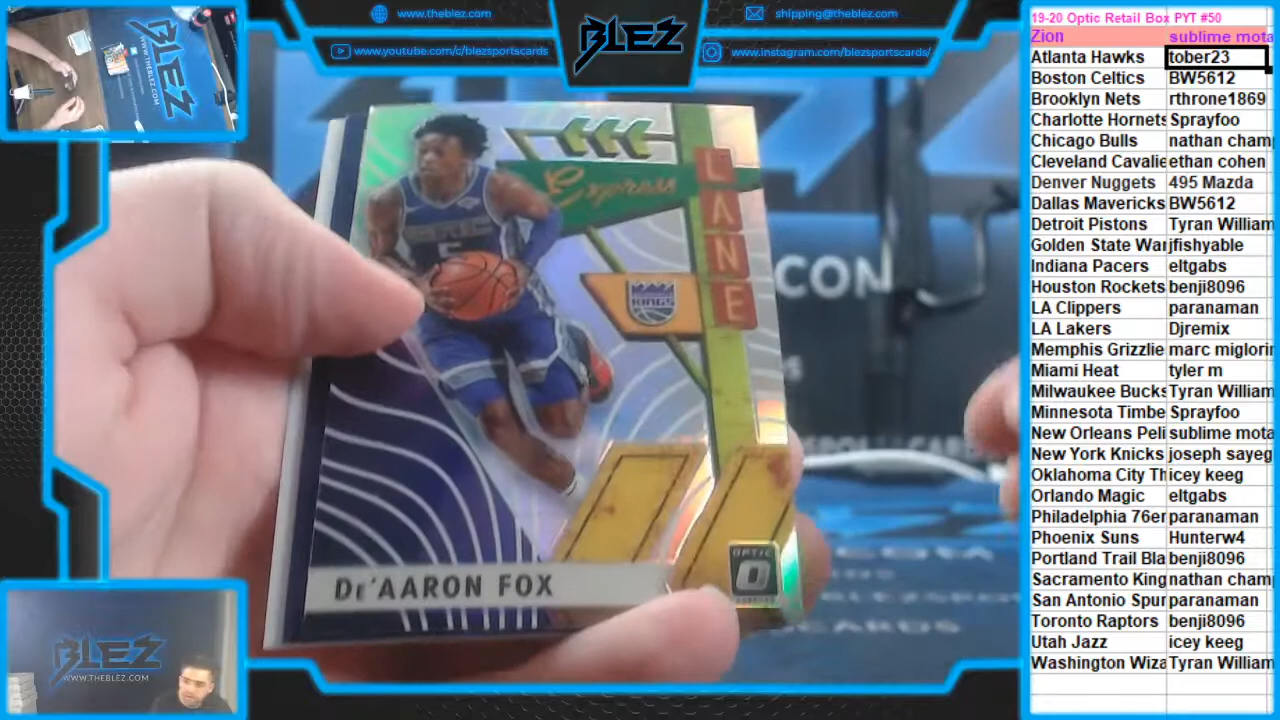 www.theblez.com
www.youtube.com/c/blezsportscards
BLEZ
shipping@theblez.com
www.instagram.com/blezsportscards/
BLEZ
Express
LANE
KINGS
5
OPTIC
DE'AARON FOX
BLEZ
WWW.THEBLEZ.COM
19-20 Optic Retail Box PYT #50
Zion sublime mota
Atlanta Hawks tober23
Boston Celtics BW5612
Brooklyn Nets rthrone1869
Charlotte Hornets Sprayfoo
Chicago Bulls nathan cham
Cleveland Cavalie ethan cohen
Denver Nuggets 495 Mazda
Dallas Mavericks BW5612
Detroit Pistons Tyran William
Golden State War jfishyable
Indiana Pacers eltgabs
Houston Rockets benji8096
LA Clippers paranaman
LA Lakers Djremix
Memphis Grizzlie marc miglorin
Miami Heat tyler m
Milwaukee Bucks Tyran William
Minnesota Timbe Sprayfoo
New Orleans Peli sublime mota
New York Knicks joseph sayeg
Oklahoma City Th icey keeg
Orlando Magic eltgabs
Philadelphia 76er paranaman
Phoenix Suns Hunterw4
Portland Trail Bla benji8096
Sacramento King nathan cham
San Antonio Spur paranaman
Toronto Raptors benji8096
Utah Jazz icey keeg
Washington Wiza Tyran William